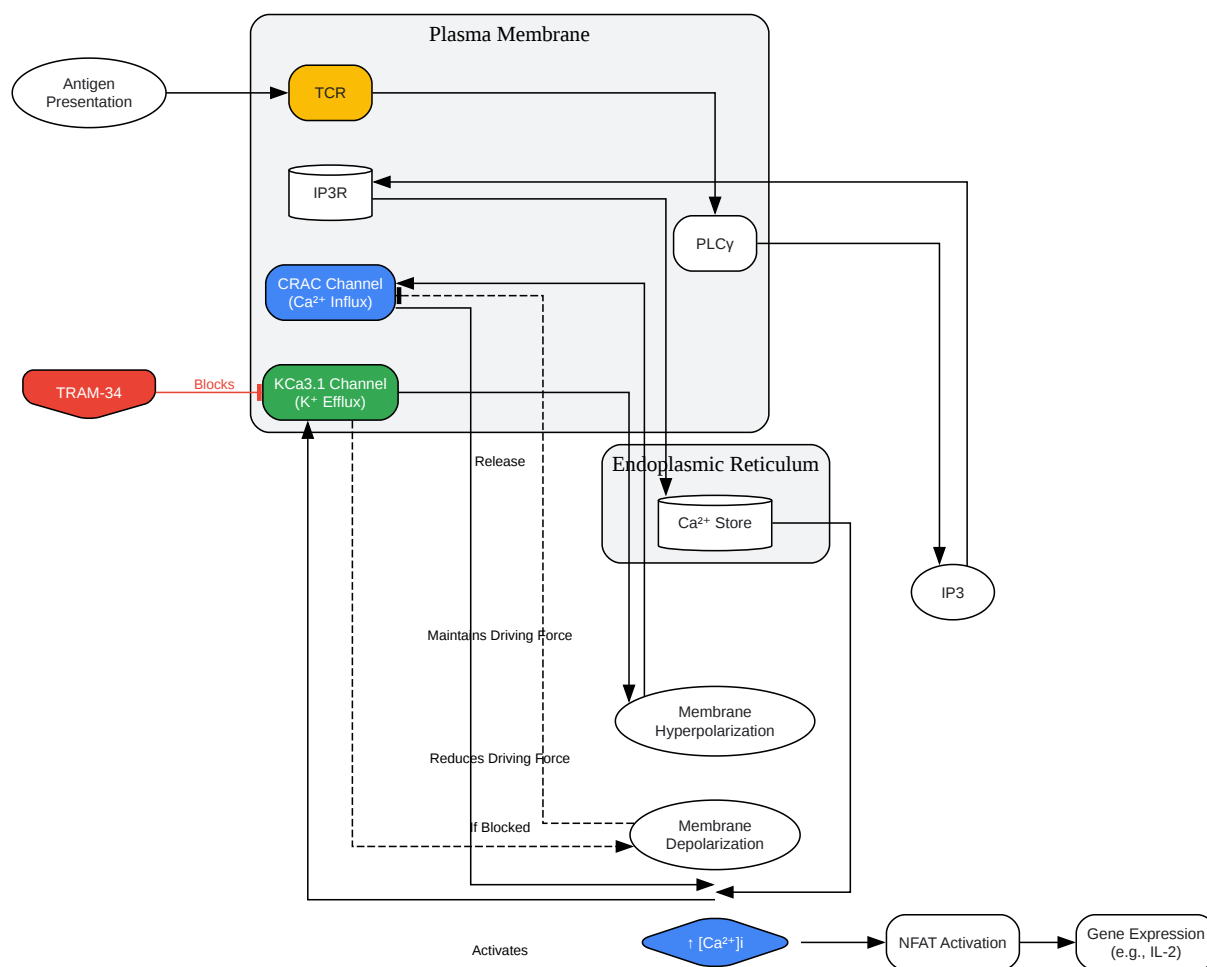 Plasma Membrane
Antigen
Presentation
TCR
IP3R
PLCγ
CRAC Channel
(Ca²⁺ Influx)
TRAM-34
Blocks
KCa3.1 Channel
(K⁺ Efflux)
Release
Endoplasmic Reticulum
Ca²⁺ Store
IP3
Maintains Driving Force
Membrane
Hyperpolarization
Reduces Driving Force
If Blocked
Membrane
Depolarization
Activates
↑ [Ca²⁺]i
NFAT Activation
Gene Expression
(e.g., IL-2)